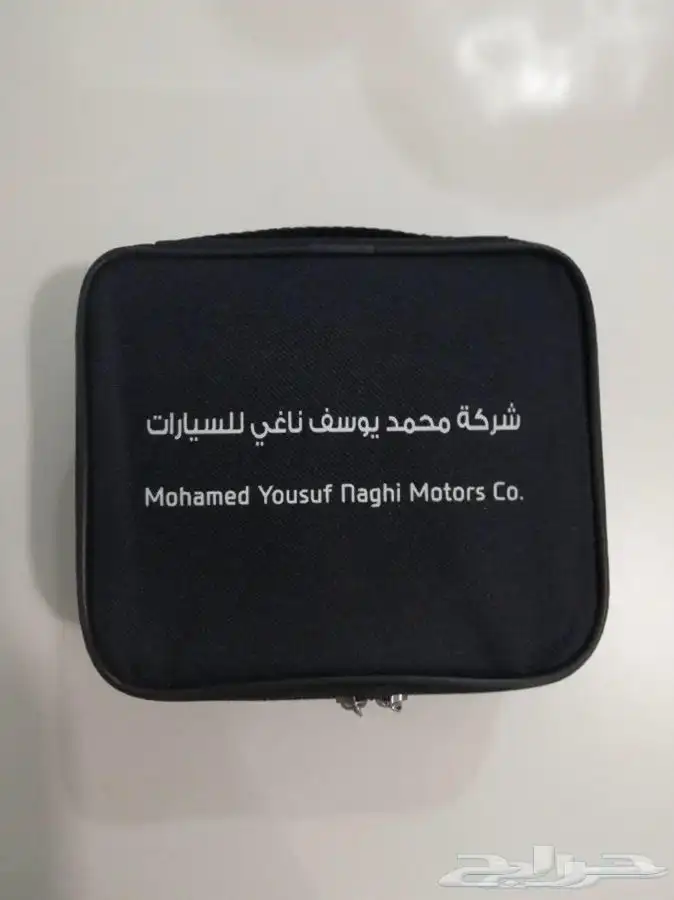 شركة محمد يوسف ناغي للسيارات
Mohamed Yousuf Naghi Motors Co.
حراج